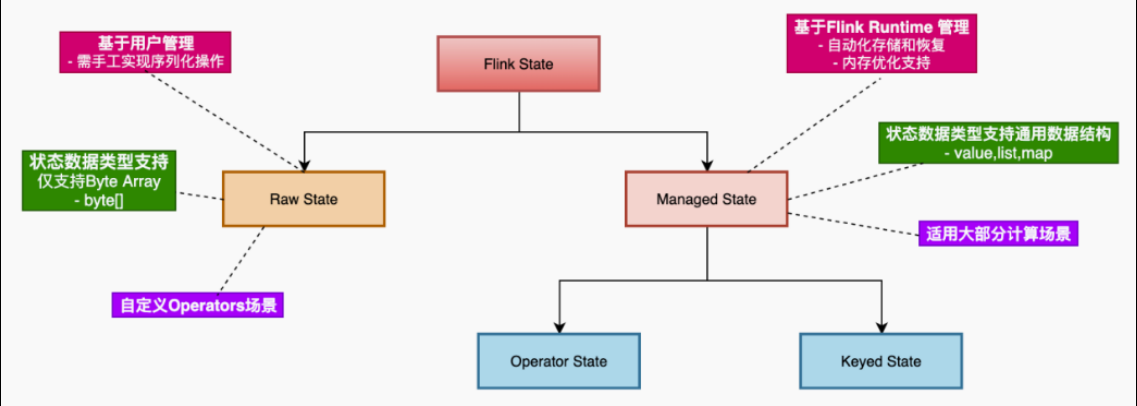 基于用户管理
- 需手工实现序列化操作
Flink State
基于Flink Runtime 管理
- 自动化存储和恢复
- 内存优化支持
状态数据类型支持
仅支持Byte Array
- byte[]
Raw State
Managed State
状态数据类型支持通用数据结构
- value,list,map
适用大部分计算场景
自定义Operators场景
Operator State
Keyed State